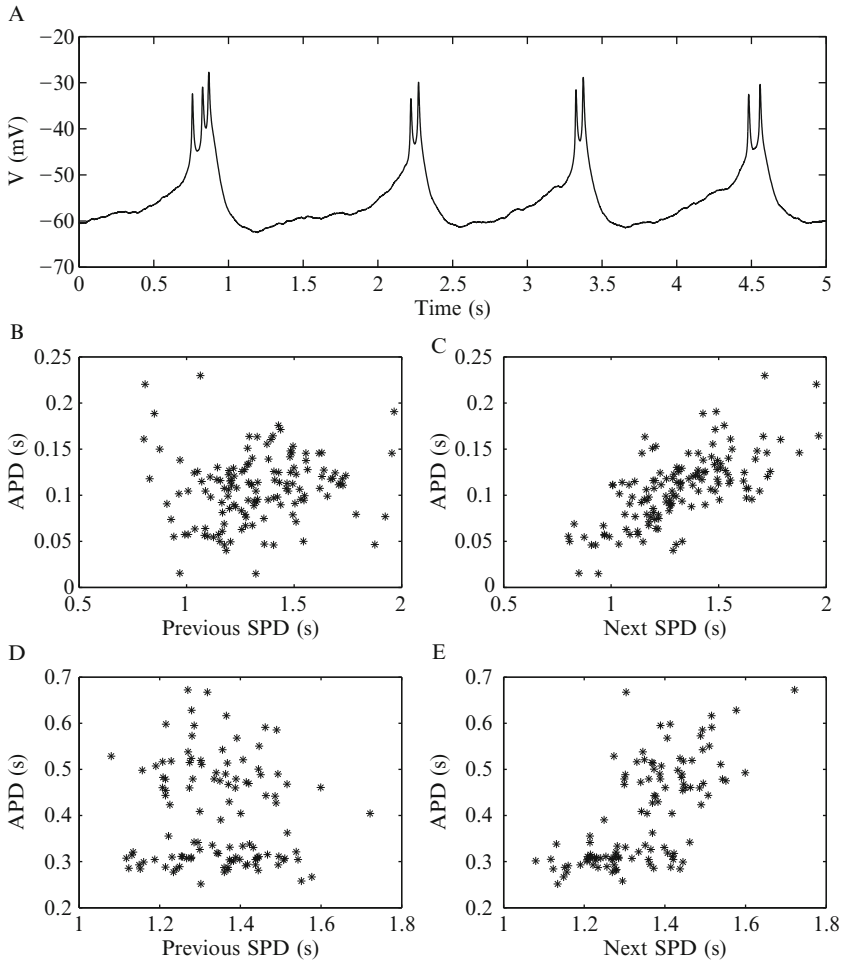 A
−20
−30
−40
−50
−60
−70
V (mV)
0 0.5 1 1.5 2 2.5 3 3.5 4 4.5 5
Time (s)
B
0.25
0.2
0.15
0.1
0.05
0
APD (s)
0.5 1 1.5 2
Previous SPD (s)
C
0.25
0.2
0.15
0.1
0.05
0
APD (s)
0.5 1 1.5 2
Next SPD (s)
D
0.7
0.6
0.5
0.4
0.3
0.2
APD (s)
1 1.2 1.4 1.6 1.8
Previous SPD (s)
E
0.7
0.6
0.5
0.4
0.3
0.2
APD (s)
1 1.2 1.4 1.6 1.8
Next SPD (s)